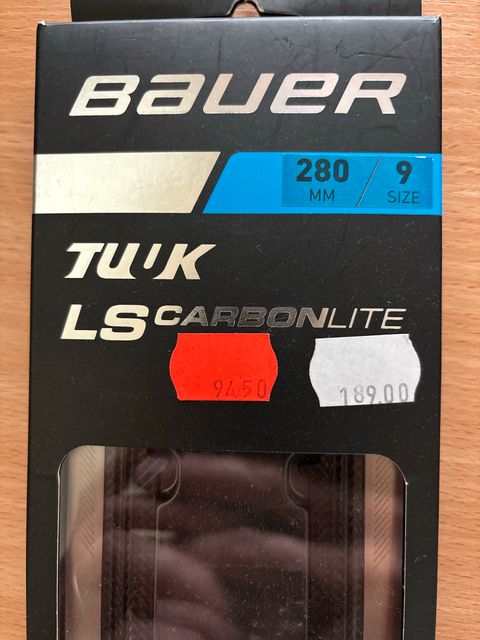 BAUER
280 MM / 9 SIZE
TUUK
LS CARBONLITE
94.50
189.00